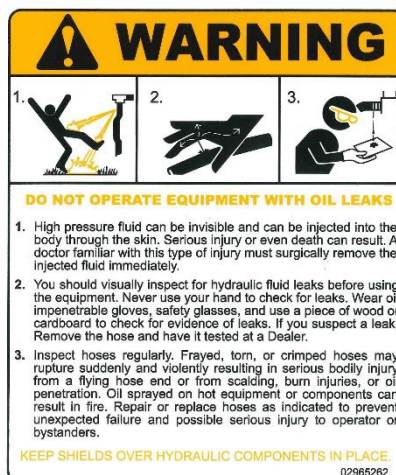 WARNING
1.
2.
3.
DO NOT OPERATE EQUIPMENT WITH OIL LEAKS
1. High pressure fluid can be invisible and can be injected into the
body through the skin. Serious injury or even death can result. A
doctor familiar with this type of injury must surgically remove the
injected fluid immediately.
2. You should visually inspect for hydraulic fluid leaks before using
the equipment. Never use your hand to check for leaks. Wear oil
impenetrable gloves, safety glasses, and use a piece of wood or
cardboard to check for evidence of leaks. If you suspect a leak
Remove the hose and have it tested at a Dealer.
3. Inspect hoses regularly. Frayed, torn, or crimped hoses may
rupture suddenly and violently resulting in serious bodily injury
from a flying hose end or from scalding, burn injuries, or oil
penetration. Oil sprayed on hot equipment or components can
result in fire. Repair or replace hoses as indicated to prevent
unexpected failure and possible serious injury to operator or
bystanders.
KEEP SHIELDS OVER HYDRAULIC COMPONENTS IN PLACE.
02965262